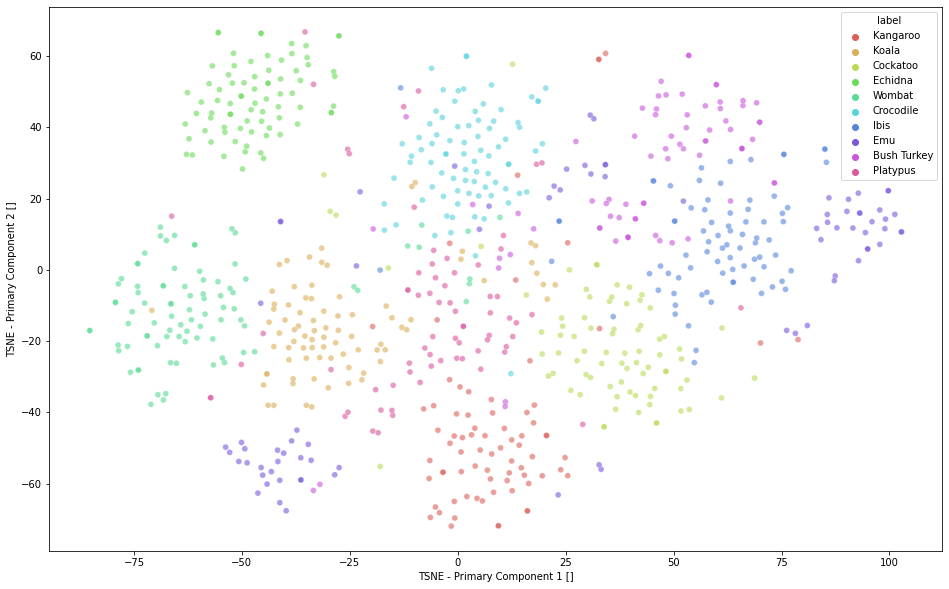 label
Kangaroo
Koala
Cockatoo
Echidna
Wombat
Crocodile
Ibis
Emu
Bush Turkey
Platypus
TSNE - Primary Component 2 []
60
40
20
0
−20
−40
−60
−75
−50
−25
0
25
50
75
100
TSNE - Primary Component 1 []